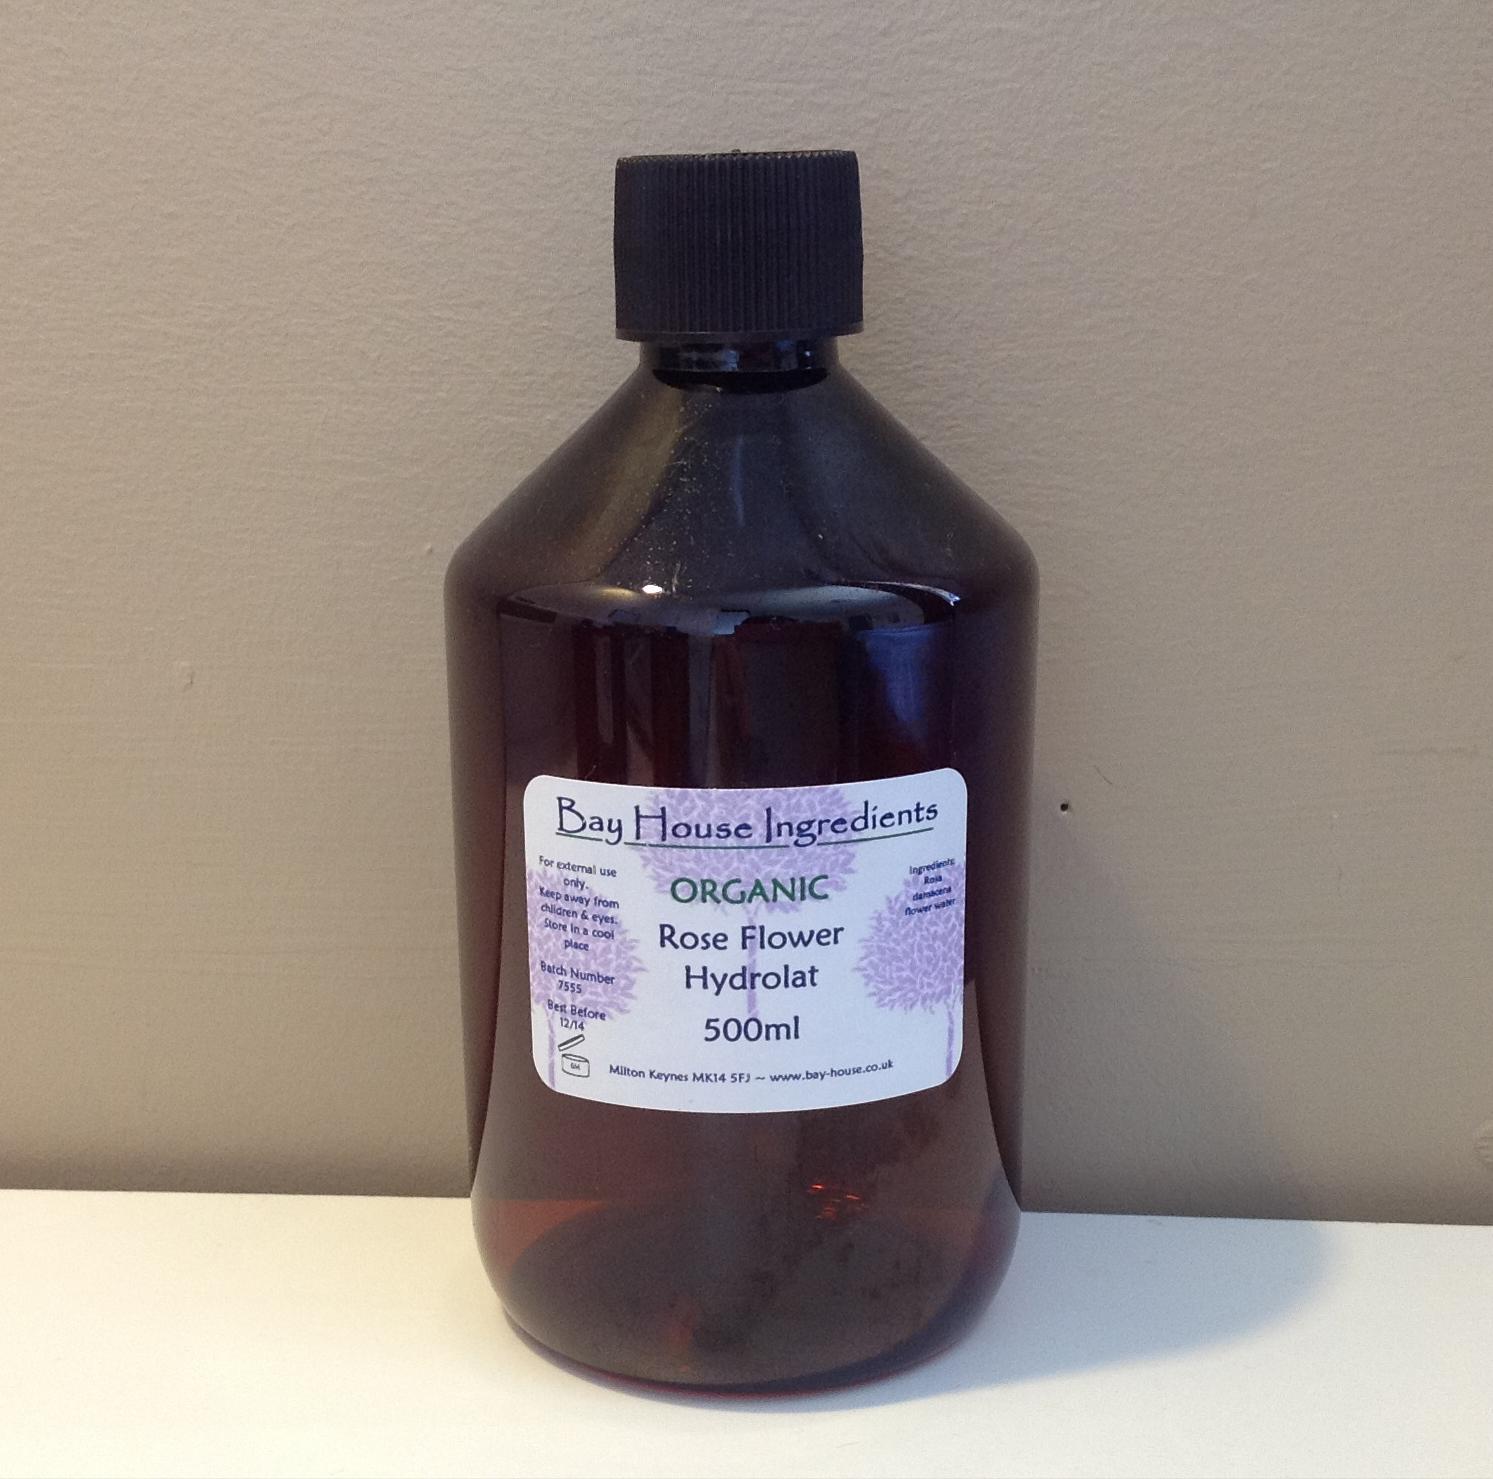 Bay House Ingredients
For external use
only.
Keep away from
children & eyes.
Store in a cool
place
Batch Number
7555
Best Before
12/14
6M
ORGANIC
Rose Flower
Hydrolat
500ml
Ingredients:
Rosa
damascena
flower water
Milton Keynes MK14 5FJ ~ www.bay-house.co.uk